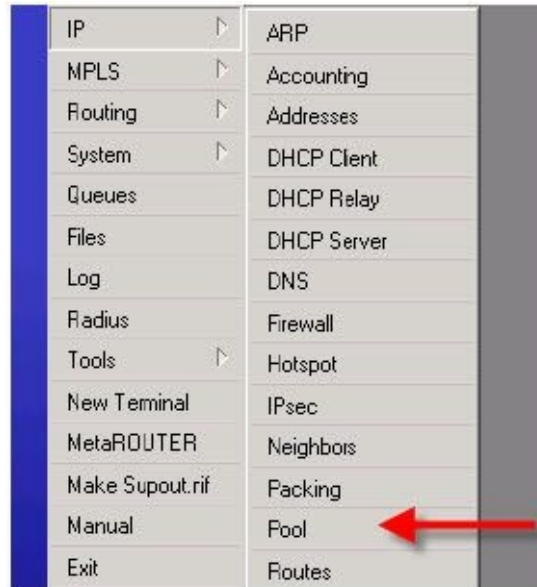 IP
MPLS
Routing
System
Queues
Files
Log
Radius
Tools
New Terminal
MetaROUTER
Make Supout.rif
Manual
Exit
ARP
Accounting
Addresses
DHCP Client
DHCP Relay
DHCP Server
DNS
Firewall
Hotspot
IPsec
Neighbors
Packing
Pool
Routes